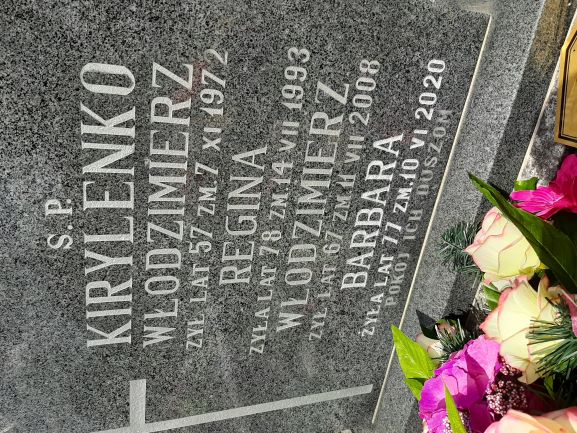 S.P.
KIRYLENKO
WŁODZIMIERZ
ŻYŁ LAT 57 ZM.7 XI 1972
REGINA
ŻYŁA LAT 78 ZM.14 VII 1993
WŁODZIMIERZ
ŻYŁ LAT 67 ZM 11 VII 2008
BARBARA
ŻYŁA LAT 77 ZM.10 VI 2020
POKÓJ ICH DUSZOM